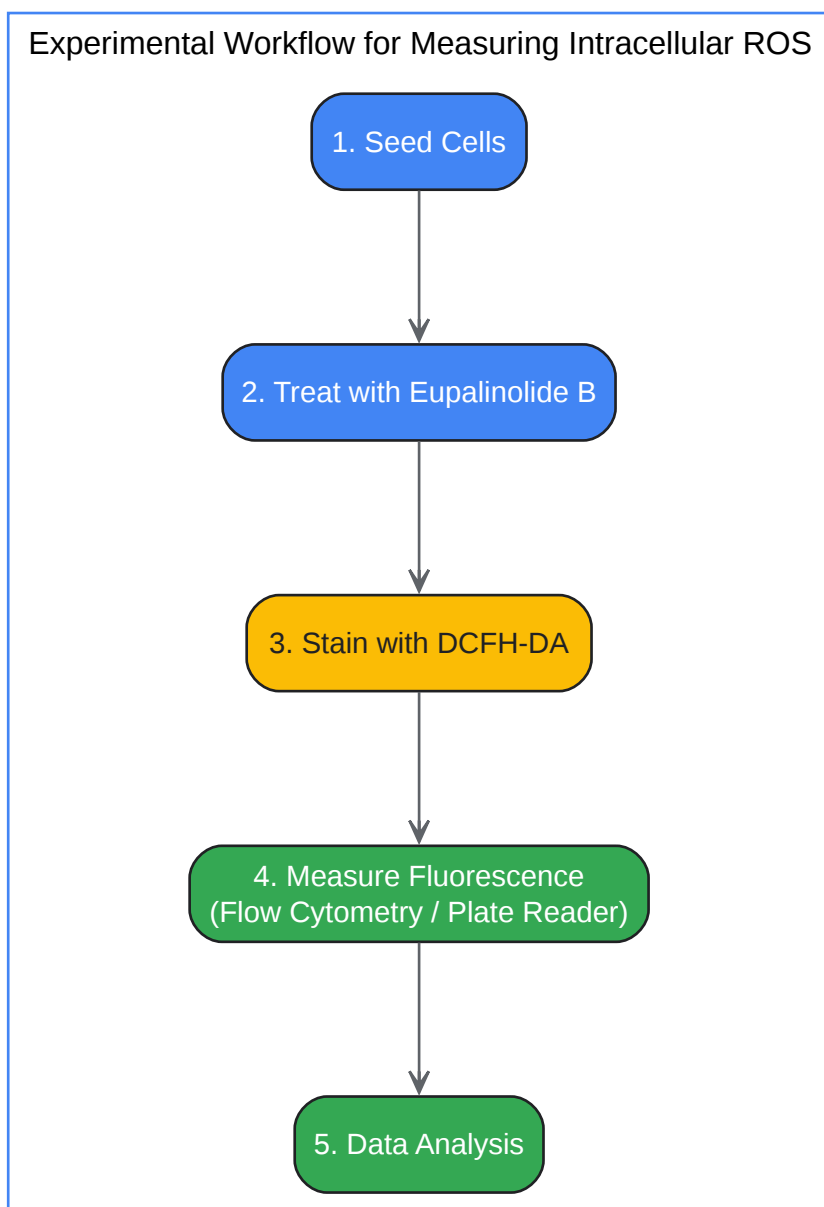 Experimental Workflow for Measuring Intracellular ROS
1. Seed Cells
2. Treat with Eupalinolide B
3. Stain with DCFH-DA
4. Measure Fluorescence
(Flow Cytometry / Plate Reader)
5. Data Analysis